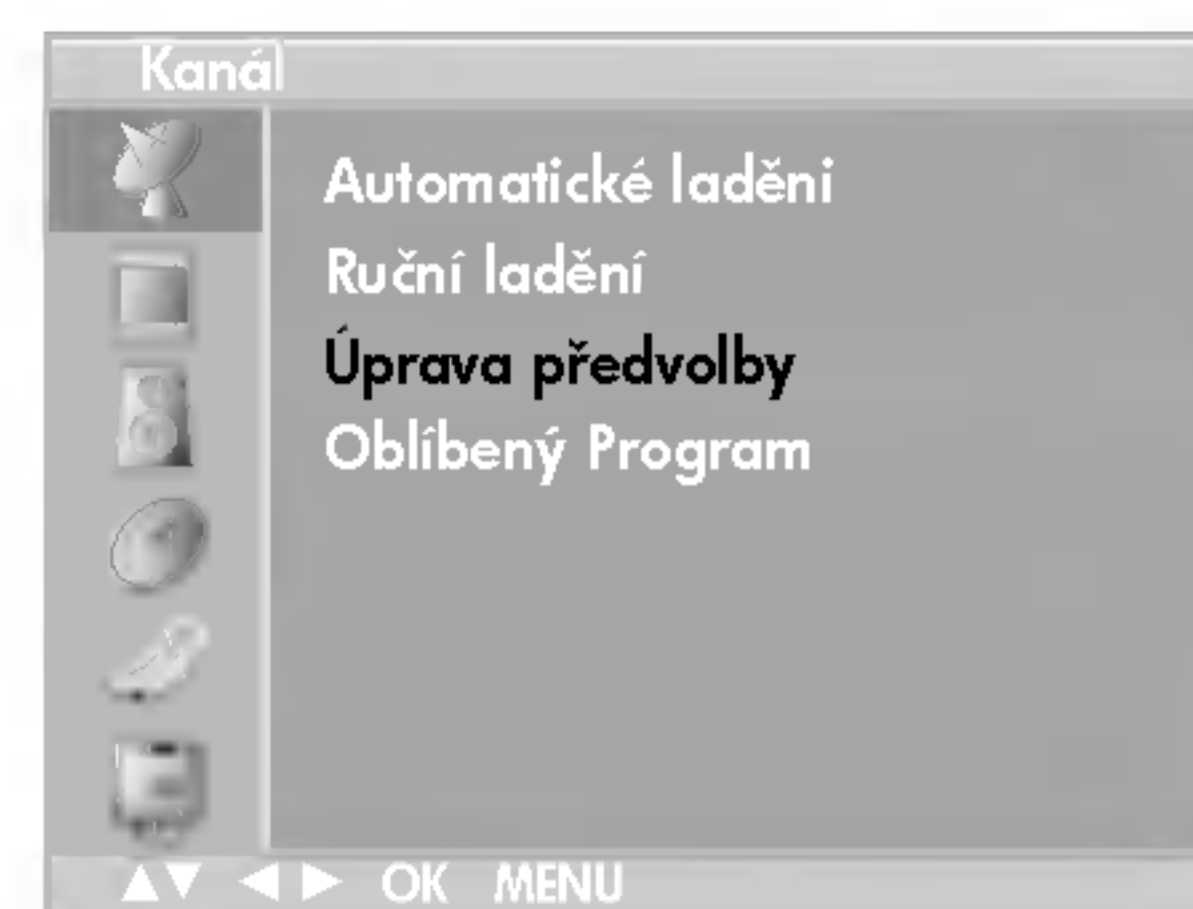 Kanál
Automatické laděni
Ruční ladění
Úprava předvolby
Oblíbený Program
▲▼ ◀ ▶ OK MENU